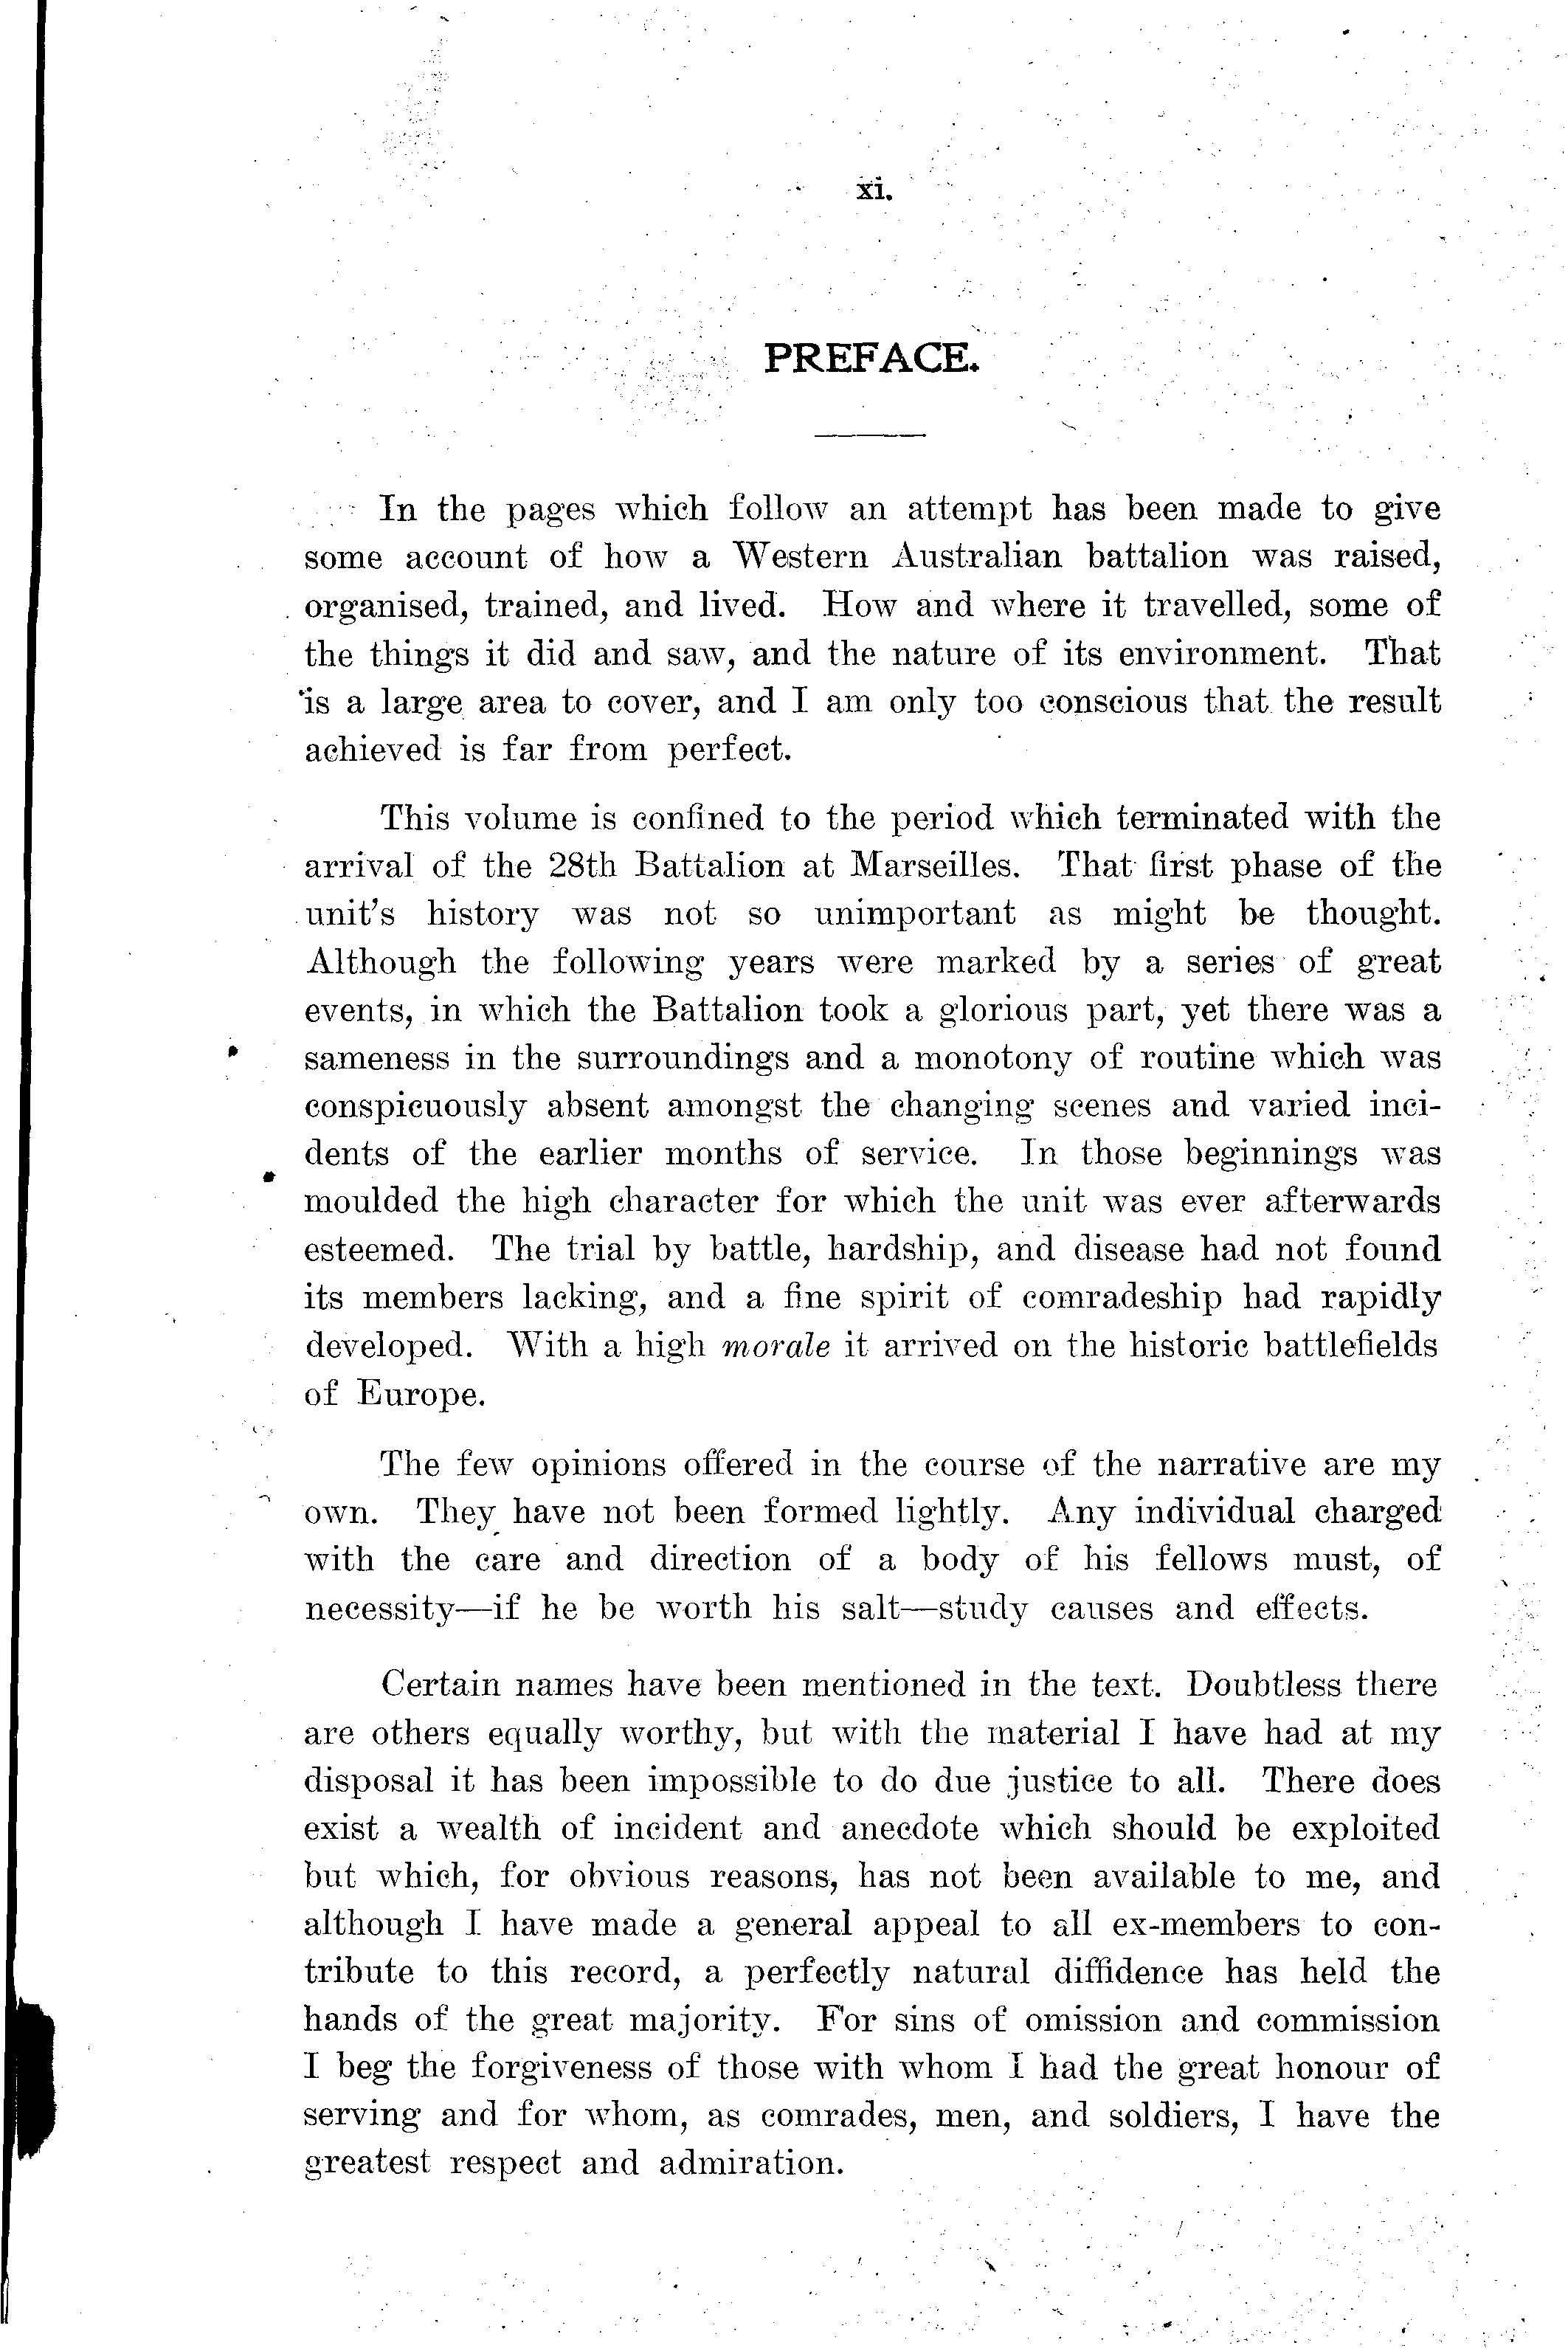 xi.
PREFACE.
In the pages which follow an attempt has been made to give
some account of how a Western Australian battalion was raised,
organised, trained, and lived. How and where it travelled, some of
the things it did and saw, and the nature of its environment. That
is a large area to cover, and I am only too conscious that the result
achieved is far from perfect.
This volume is confined to the period which terminated with the
arrival of the 28th Battalion at Marseilles. That first phase of the
unit's history was not so unimportant as might be thought.
Although the following years were marked by a series of great
events, in which the Battalion took a glorious part, yet there was a
sameness in the surroundings and a monotony of routine which was
conspicuously absent amongst the changing scenes and varied inci-
dents of the earlier months of service. In those beginnings was
moulded the high character for which the unit was ever afterwards
esteemed. The trial by battle, hardship, and disease had not found
its members lacking, and a fine spirit of comradeship had rapidly
developed. With a high morale it arrived on the historic battlefields
of Europe.
The few opinions offered in the course of the narrative are my
own. They have not been formed lightly. Any individual charged
with the care and direction of a body of his fellows must, of
necessity—if he be worth his salt—study causes and effects.
Certain names have been mentioned in the text. Doubtless there
are others equally worthy, but with the material I have had at my
disposal it has been impossible to do due justice to all. There does
exist a wealth of incident and anecdote which should be exploited
but which, for obvious reasons, has not been available to me, and
although I have made a general appeal to all ex-members to con-
tribute to this record, a perfectly natural diffidence has held the
hands of the great majority. For sins of omission and commission
I beg the forgiveness of those with whom I had the great honour of
serving and for whom, as comrades, men, and soldiers, I have the
greatest respect and admiration.